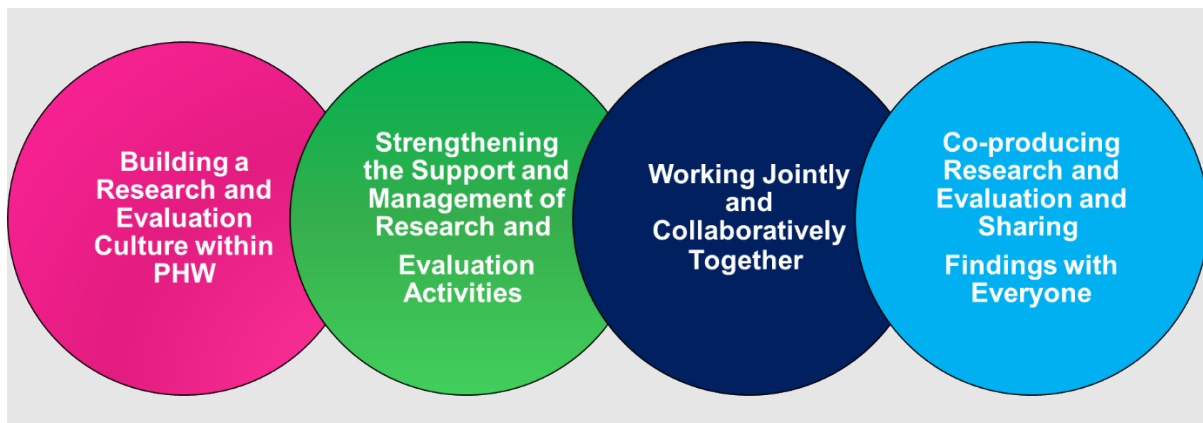 Building a
Research and
Evaluation
Culture within
PHW
Strengthening
the Support and
Management of
Research and
Evaluation
Activities
Working Jointly
and
Collaboratively
Together
Co-producing
Research and
Evaluation and
Sharing
Findings with
Everyone